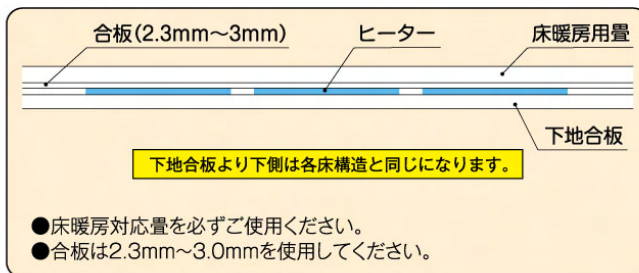 合板(2.3mm～3mm)
ヒーター
床暖房用畳
下地合板
下地合板より下側は各床構造と同じになります。
●床暖房対応畳を必ずご使用ください。
●合板は2.3mm～3.0mmを使用してください。